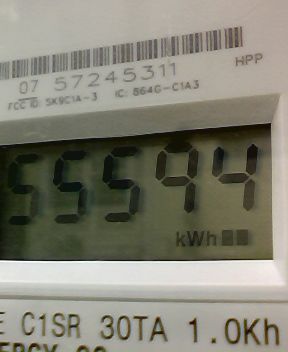 07 57245311 HPP
FCC ID: SK9C1A-3 IC: 864G-C1A3
55594
kWh
C1SR 30TA 1.0Kh